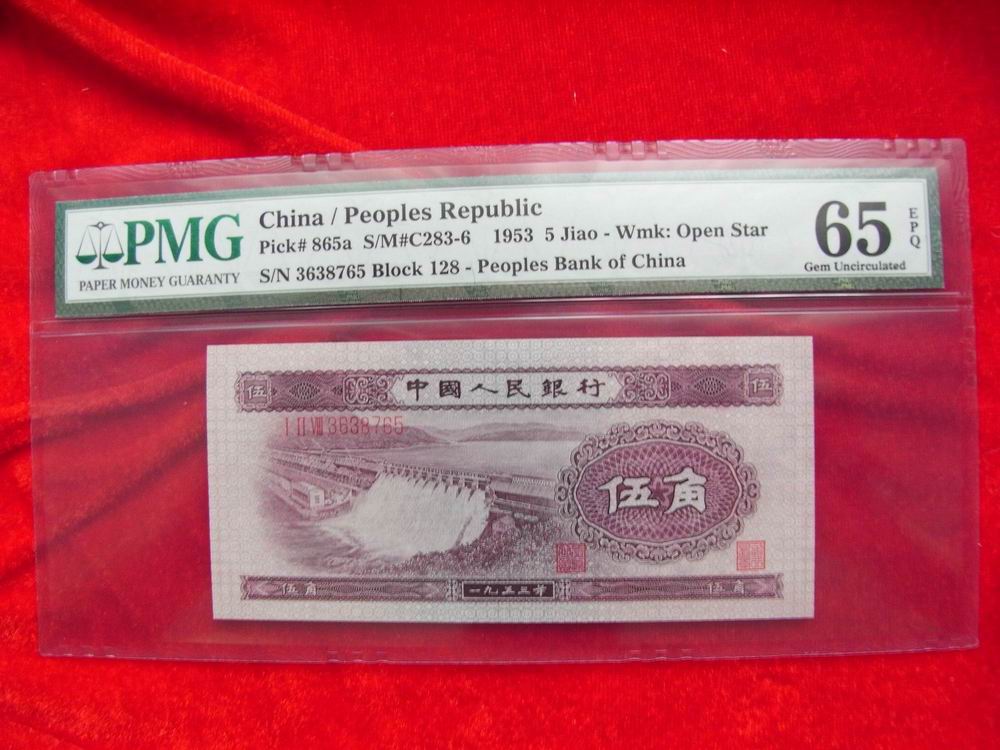 PMG
PAPER MONEY GUARANTY
China / Peoples Republic
Pick# 865a S/M#C283-6 1953 5 Jiao - Wmk: Open Star
S/N 3638765 Block 128 - Peoples Bank of China
65
EPQ
Gem Uncirculated
伍 中國人民銀行 伍
I II VIII 3638765
伍角
伍角 一九五三年 伍角